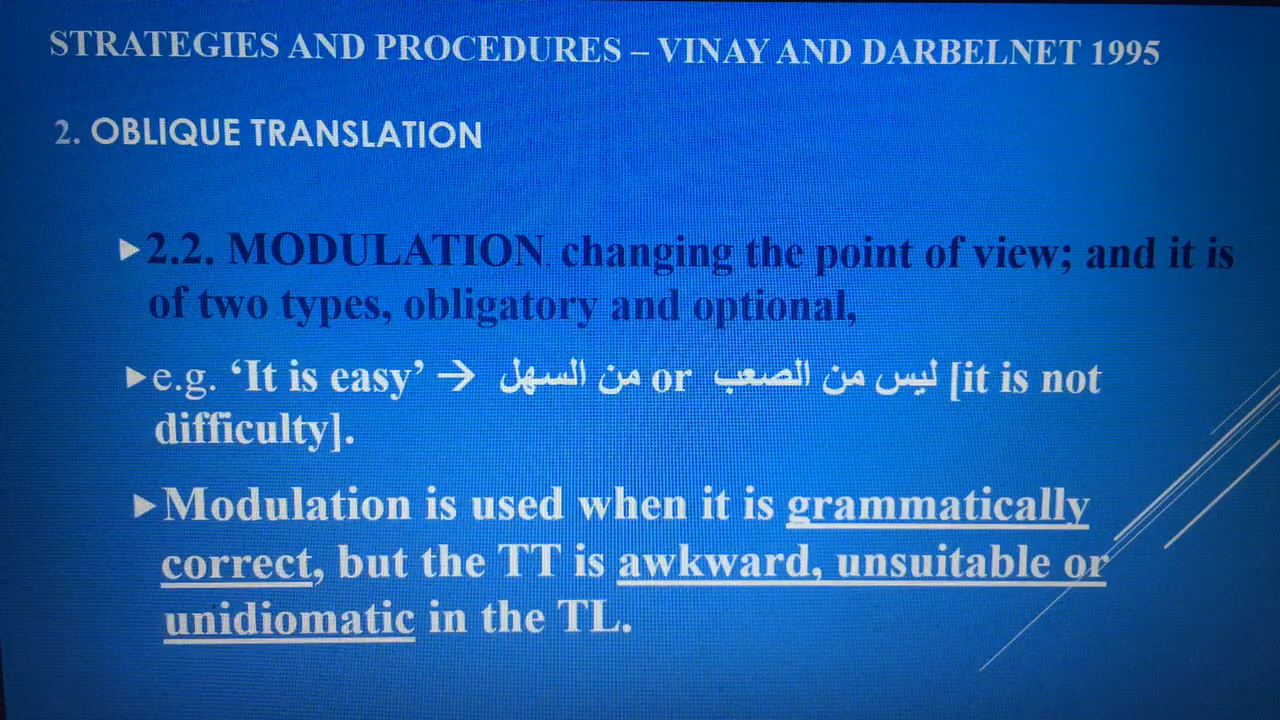 STRATEGIES AND PROCEDURES – VINAY AND DARBELNET 1995
2. OBLIQUE TRANSLATION
2.2. MODULATION, changing the point of view; and it is
of two types, obligatory and optional,
e.g. ‘It is easy’ → من السهل or ليس من الصعب [it is not
difficulty].
Modulation is used when it is grammatically
correct, but the TT is awkward, unsuitable or
unidiomatic in the TL.